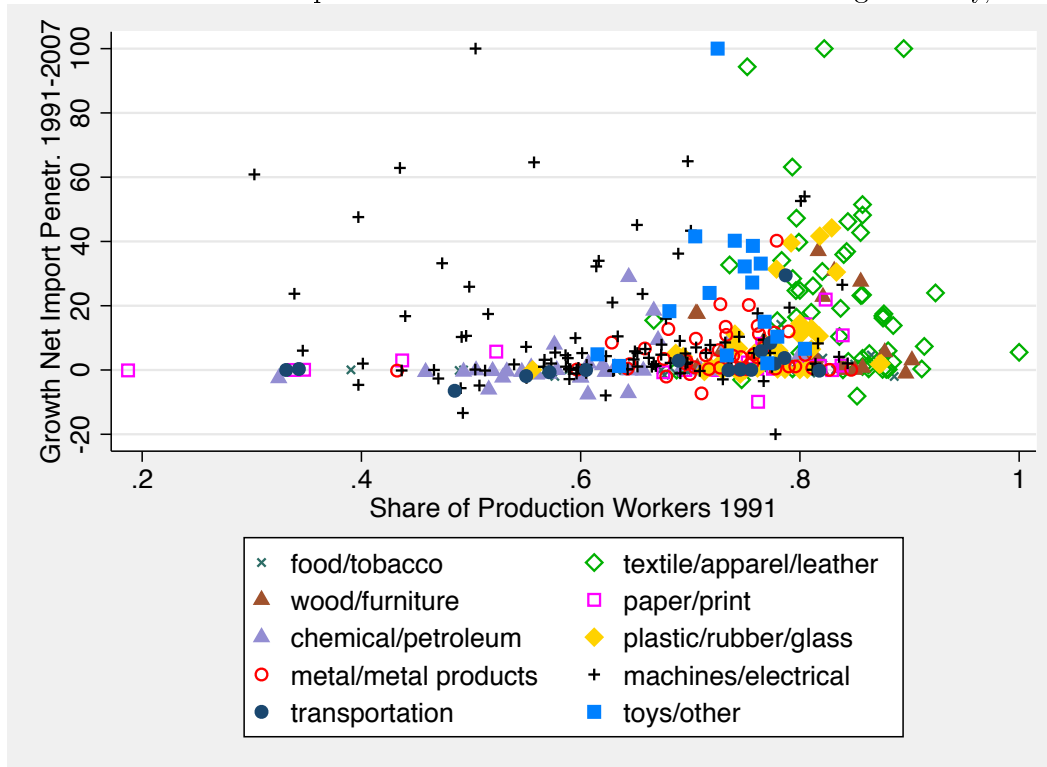 Growth Net Import Penetr. 1991-2007
100
80
60
40
20
0
-20
.2 .4 .6 .8 1
Share of Production Workers 1991
food/tobacco textile/apparel/leather
wood/furniture paper/print
chemical/petroleum plastic/rubber/glass
metal/metal products machines/electrical
transportation toys/other